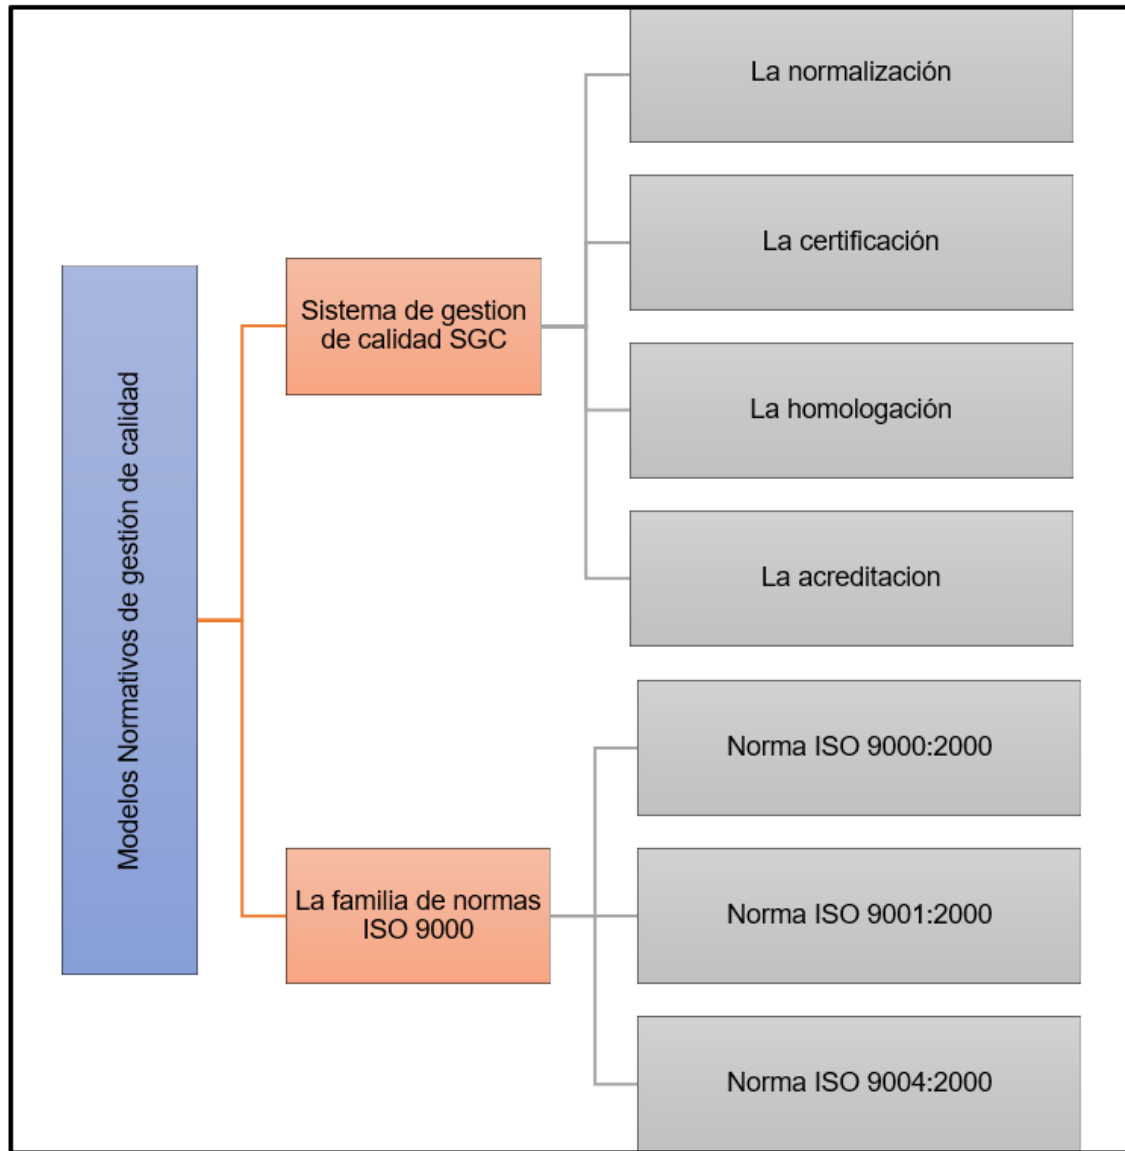 Modelos Normativos de gestión de calidad
Sistema de gestion
de calidad SGC
La normalización
La certificación
La homologación
La acreditacion
La familia de normas
ISO 9000
Norma ISO 9000:2000
Norma ISO 9001:2000
Norma ISO 9004:2000